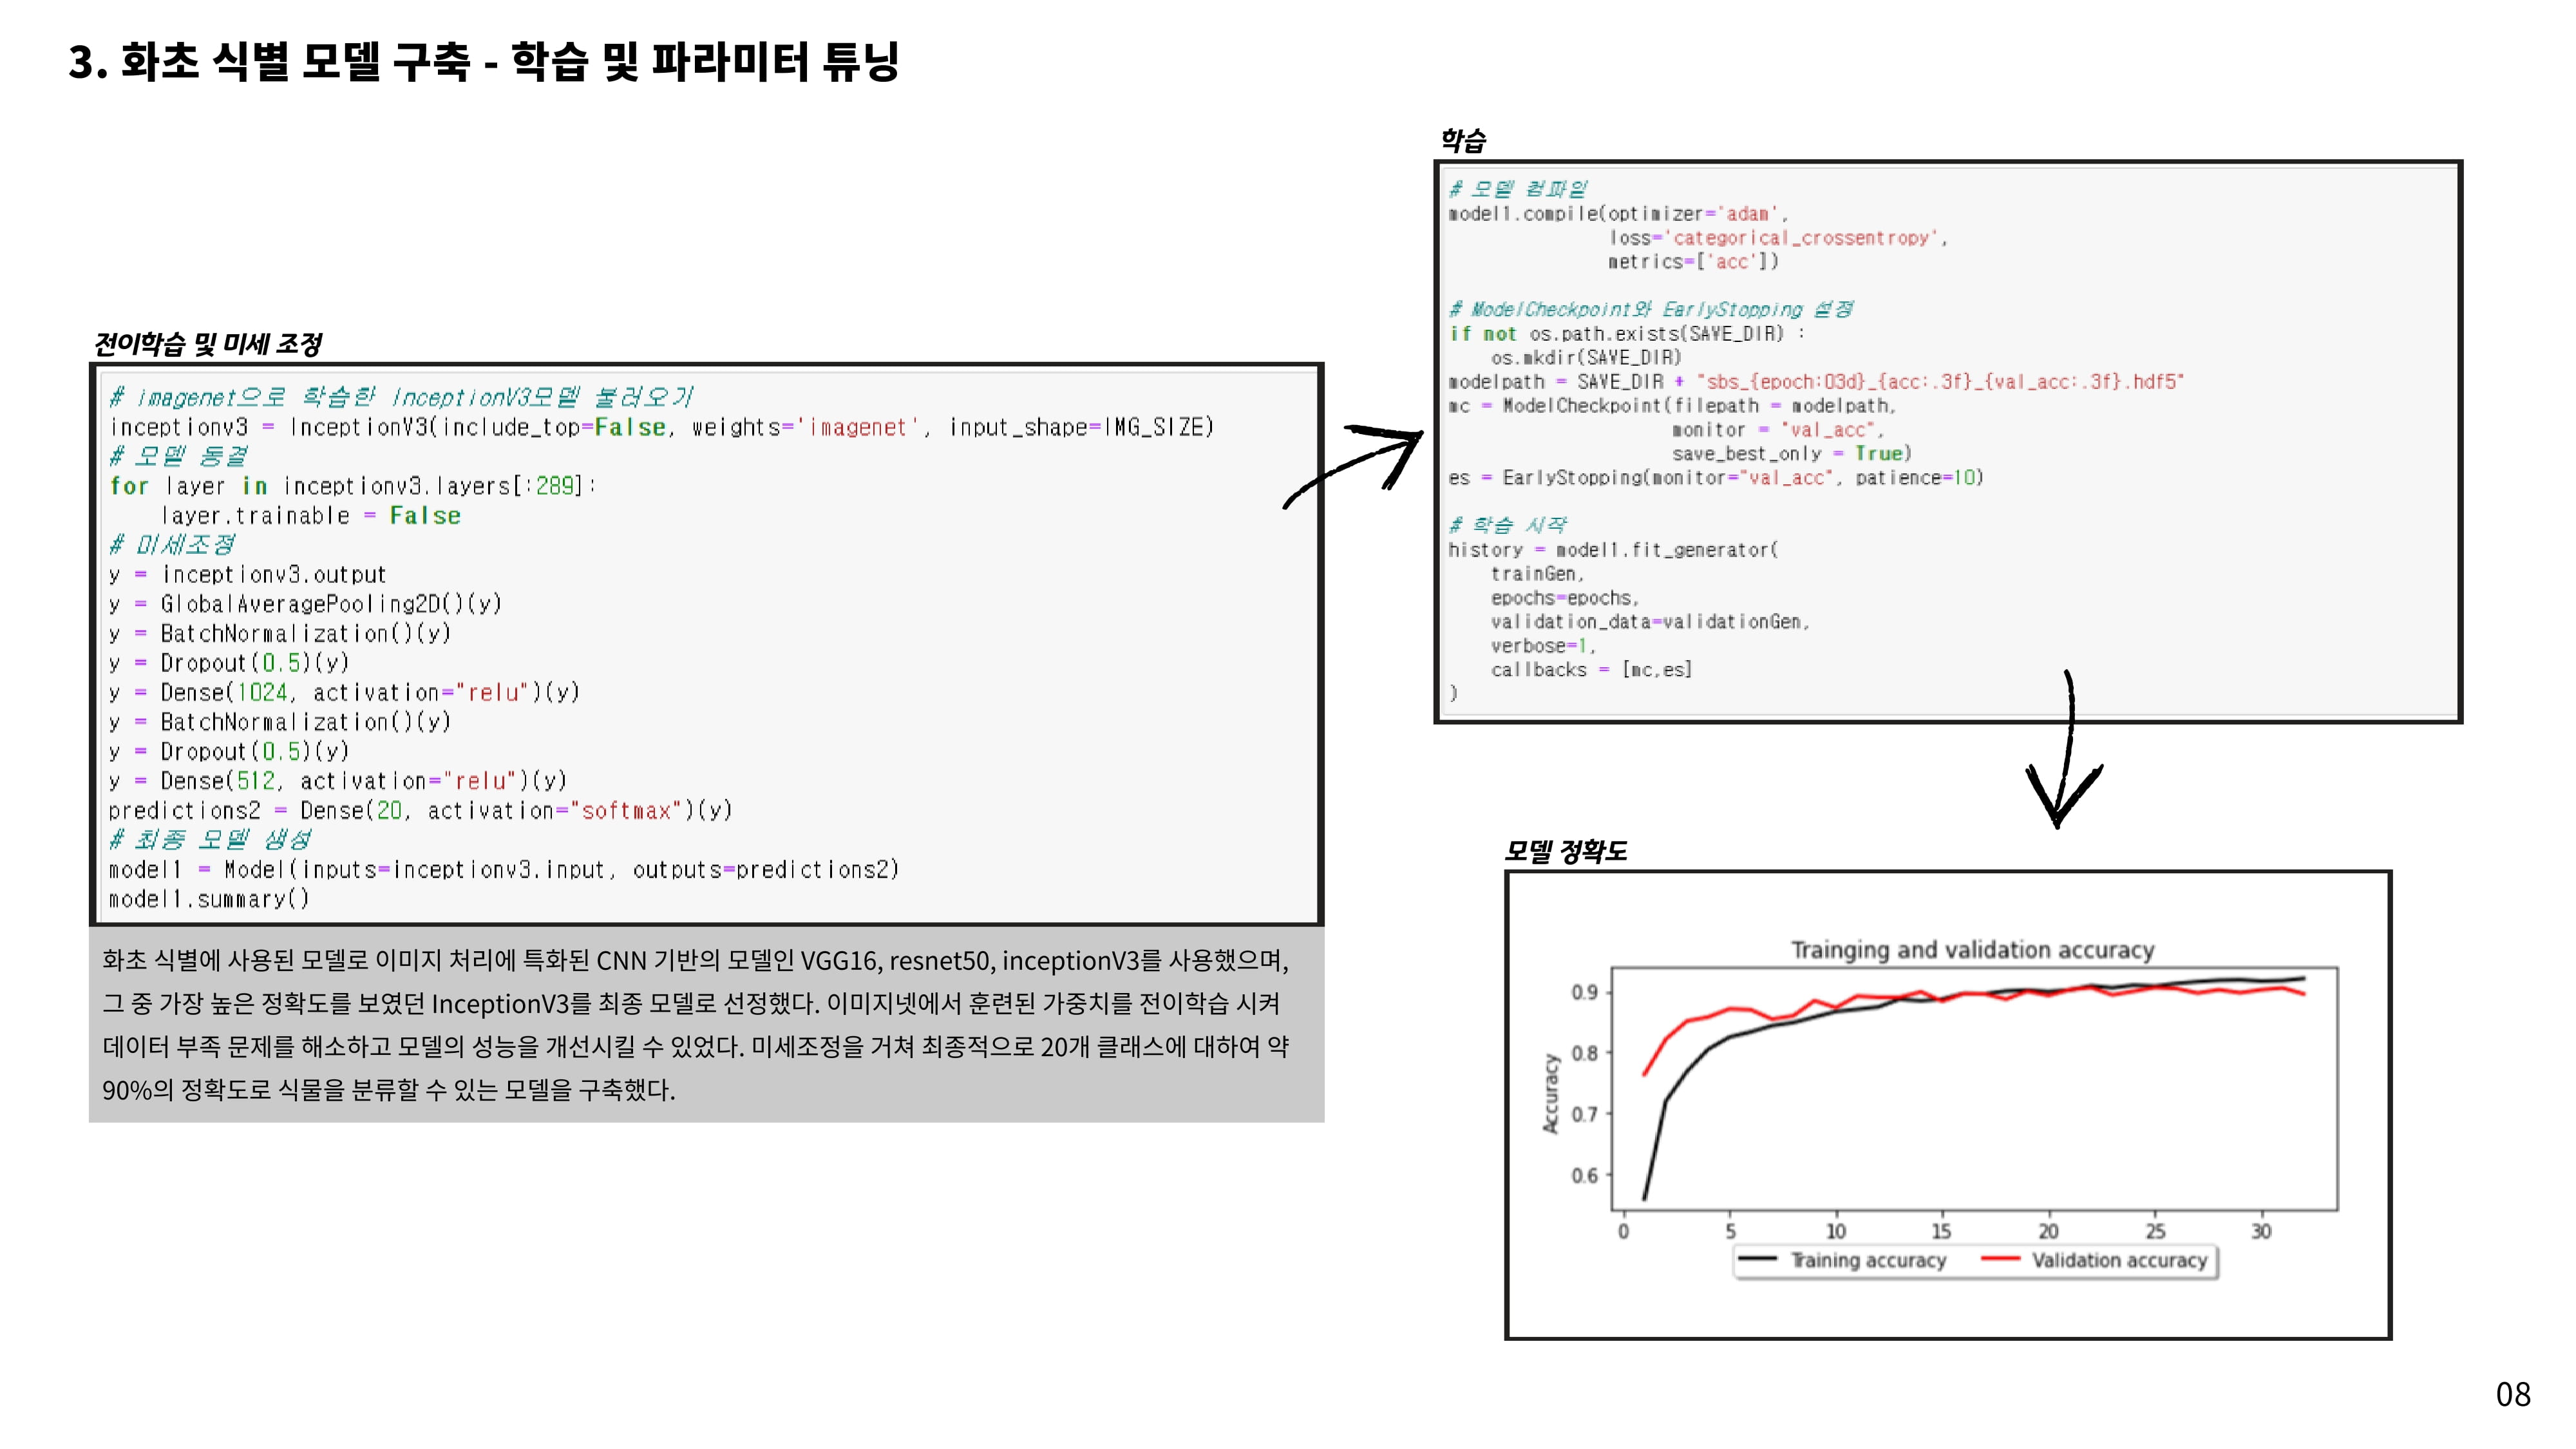 3. 화초 식별 모델 구축 - 학습 및 파라미터 튜닝
전이학습 및 미세 조정
# imagenet으로 학습한 InceptionV3모델 불러오기
inceptionv3 = InceptionV3(include_top=False, weights='imagenet', input_shape=IMG_SIZE)
# 모델 동결
for layer in inceptionv3.layers[:289]:
    layer.trainable = False
# 미세조정
y = inceptionv3.output
y = GlobalAveragePooling2D()(y)
y = BatchNormalization()(y)
y = Dropout(0.5)(y)
y = Dense(1024, activation="relu")(y)
y = BatchNormalization()(y)
y = Dropout(0.5)(y)
y = Dense(512, activation="relu")(y)
predictions2 = Dense(20, activation="softmax")(y)
# 최종 모델 생성
model1 = Model(inputs=inceptionv3.input, outputs=predictions2)
model1.summary()
화초 식별에 사용된 모델로 이미지 처리에 특화된 CNN 기반의 모델인 VGG16, resnet50, inceptionV3를 사용했으며,
그 중 가장 높은 정확도를 보였던 InceptionV3를 최종 모델로 선정했다. 이미지넷에서 훈련된 가중치를 전이학습 시켜
데이터 부족 문제를 해소하고 모델의 성능을 개선시킬 수 있었다. 미세조정을 거쳐 최종적으로 20개 클래스에 대하여 약
90%의 정확도로 식물을 분류할 수 있는 모델을 구축했다.
학습
# 모델 컴파일
model1.compile(optimizer='adam',
               loss='categorical_crossentropy',
               metrics=['acc'])
# ModelCheckpoint와 EarlyStopping 설정
if not os.path.exists(SAVE_DIR) :
    os.mkdir(SAVE_DIR)
modelpath = SAVE_DIR + "sbs_{epoch:03d}_{acc:.3f}_{val_acc:.3f}.hdf5"
mc = ModelCheckpoint(filepath = modelpath,
                     monitor = "val_acc",
                     save_best_only = True)
es = EarlyStopping(monitor="val_acc", patience=10)
# 학습 시작
history = model1.fit_generator(
    trainGen,
    epochs=epochs,
    validation_data=validationGen,
    verbose=1,
    callbacks = [mc,es]
)
모델 정확도
Trainging and validation accuracy
Accuracy
0.9
0.8
0.7
0.6
0 5 10 15 20 25 30
Training accuracy Validation accuracy
08